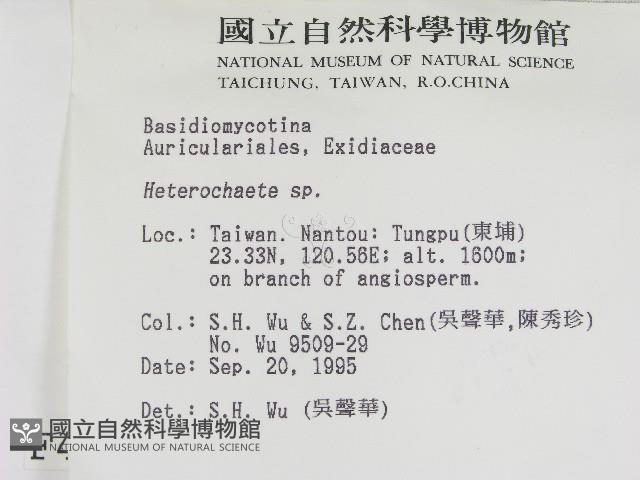 國立自然科學博物館
NATIONAL MUSEUM OF NATURAL SCIENCE
TAICHUNG, TAIWAN, R.O.CHINA
Basidiomycotina
Auriculariales, Exidiaceae
Heterochaete sp.
Loc.: Taiwan. Nantou: Tungpu(東埔)
23.33N, 120.56E; alt. 1600m;
on branch of angiosperm.
Col.: S.H. Wu & S.Z. Chen(吳聲華,陳秀珍)
No. Wu 9509-29
Date: Sep. 20, 1995
Det.: S.H. Wu (吳聲華)
國立自然科學博物館
NATIONAL MUSEUM OF NATURAL SCIENCE